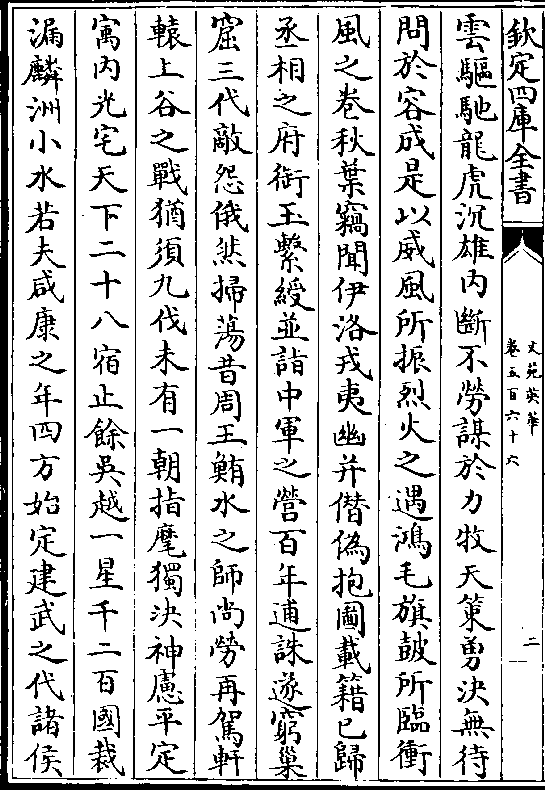 欽定四庫全書
文苑英華
卷五百六十六
二
雲驅馳龍虎沉雄内斷不勞謀於力牧天策勇决無待
問於容成是以威風所振烈火之遇鴻毛旗鼓所臨衝
風之卷秋葉竊聞伊洛戎夷幽并僭偽抱圖載籍已歸
丞相之府銜玉繫綬並詣中軍之營百年逋誅遂窮巢
窟三代敵怨俄然掃蕩昔周王鮪水之師尚勞再駕軒
轅上谷之戰猶須九伐未有一朝指麾獨決神慮平定
寓内光宅天下二十八宿止餘吳越一星千二百國裁
漏麟洲小水若夫咸康之年四方始定建武之代諸侯